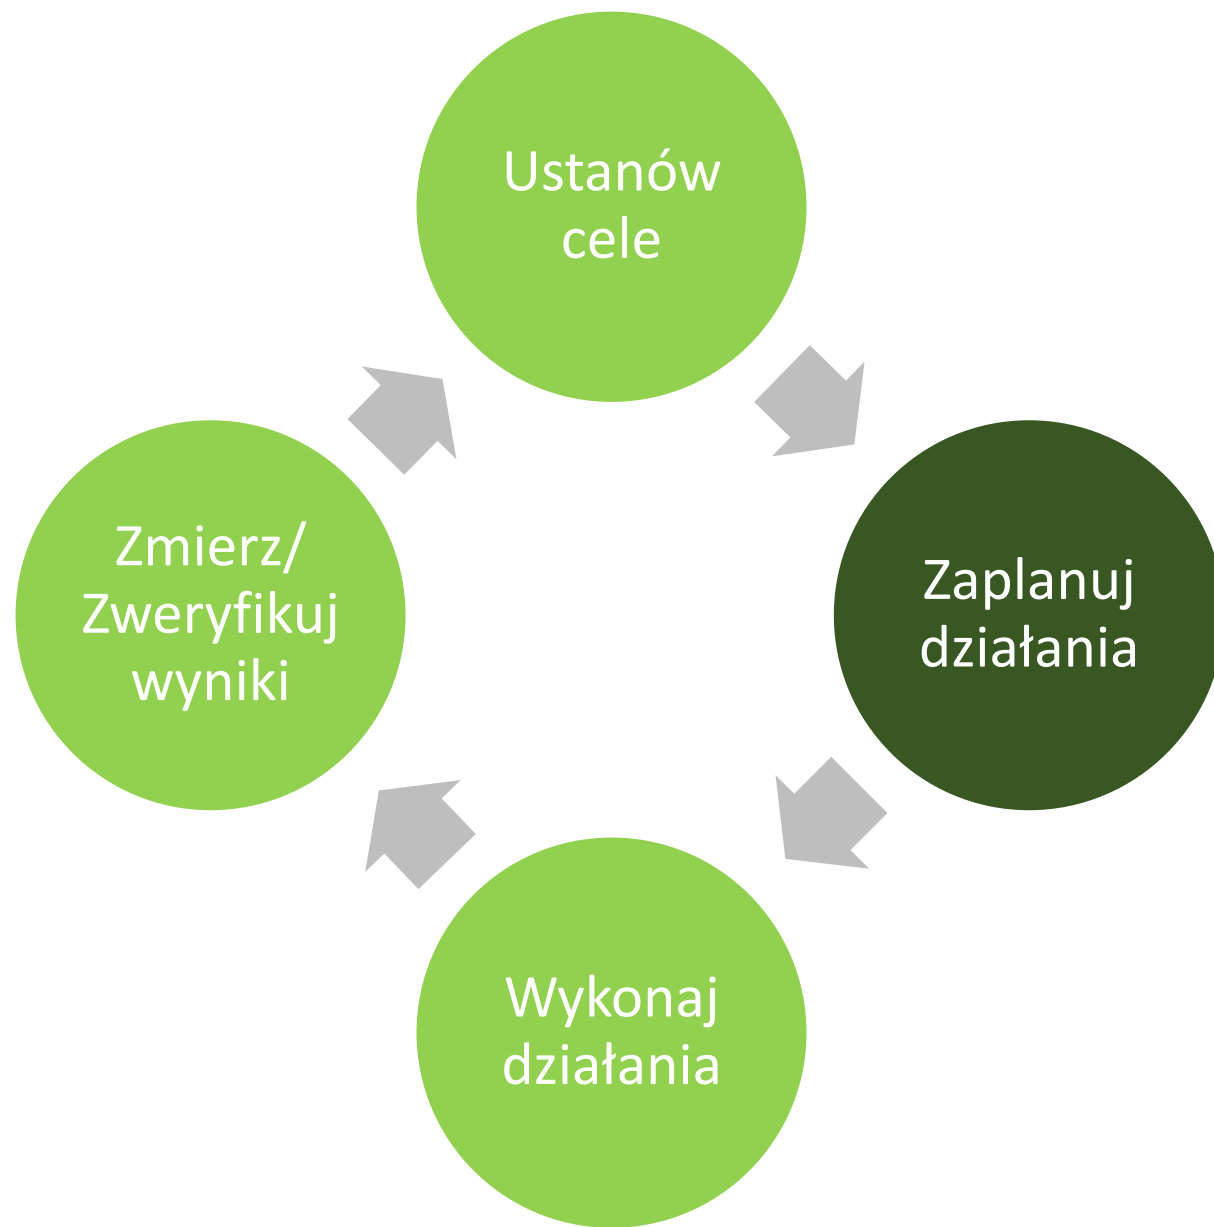 Ustanów
cele
Zaplanuj
działania
Wykonaj
działania
Zmierz/
Zweryfikuj
wyniki